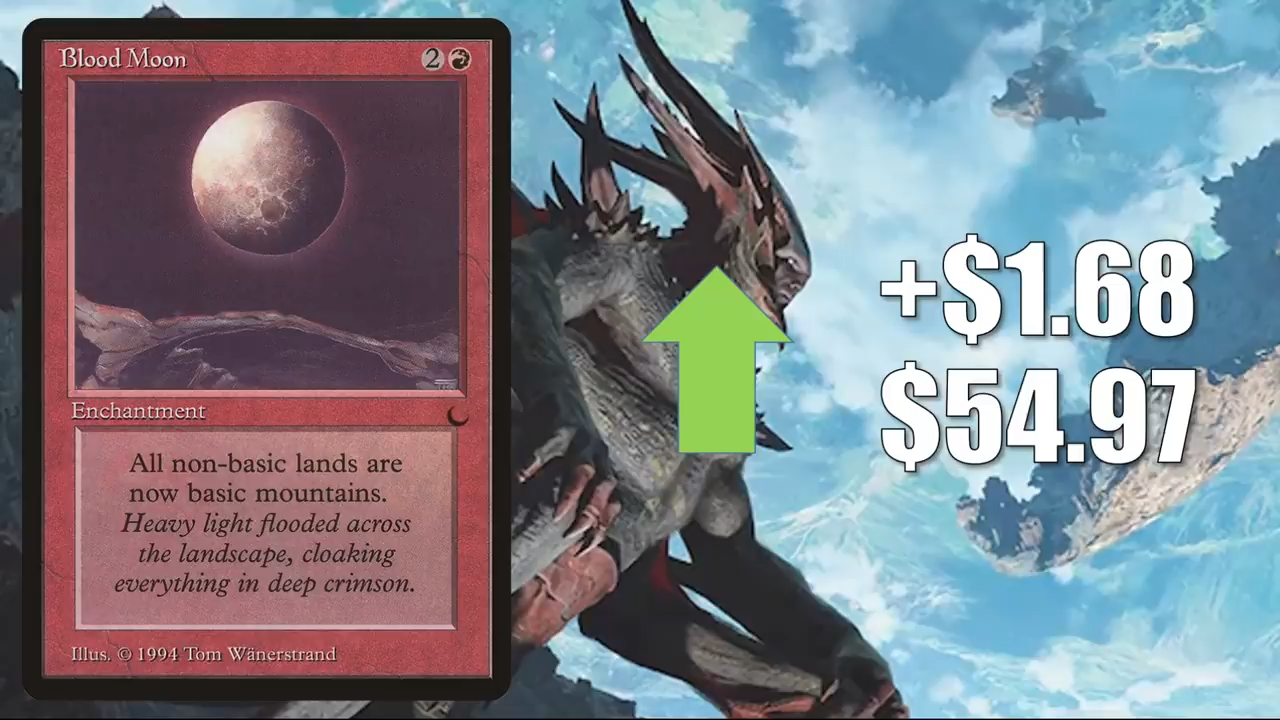 Blood Moon
2
Enchantment
All non-basic lands are
now basic mountains.
Heavy light flooded across
the landscape, cloaking
everything in deep crimson.
Illus. © 1994 Tom Wänerstrand
+$1.68
$54.97